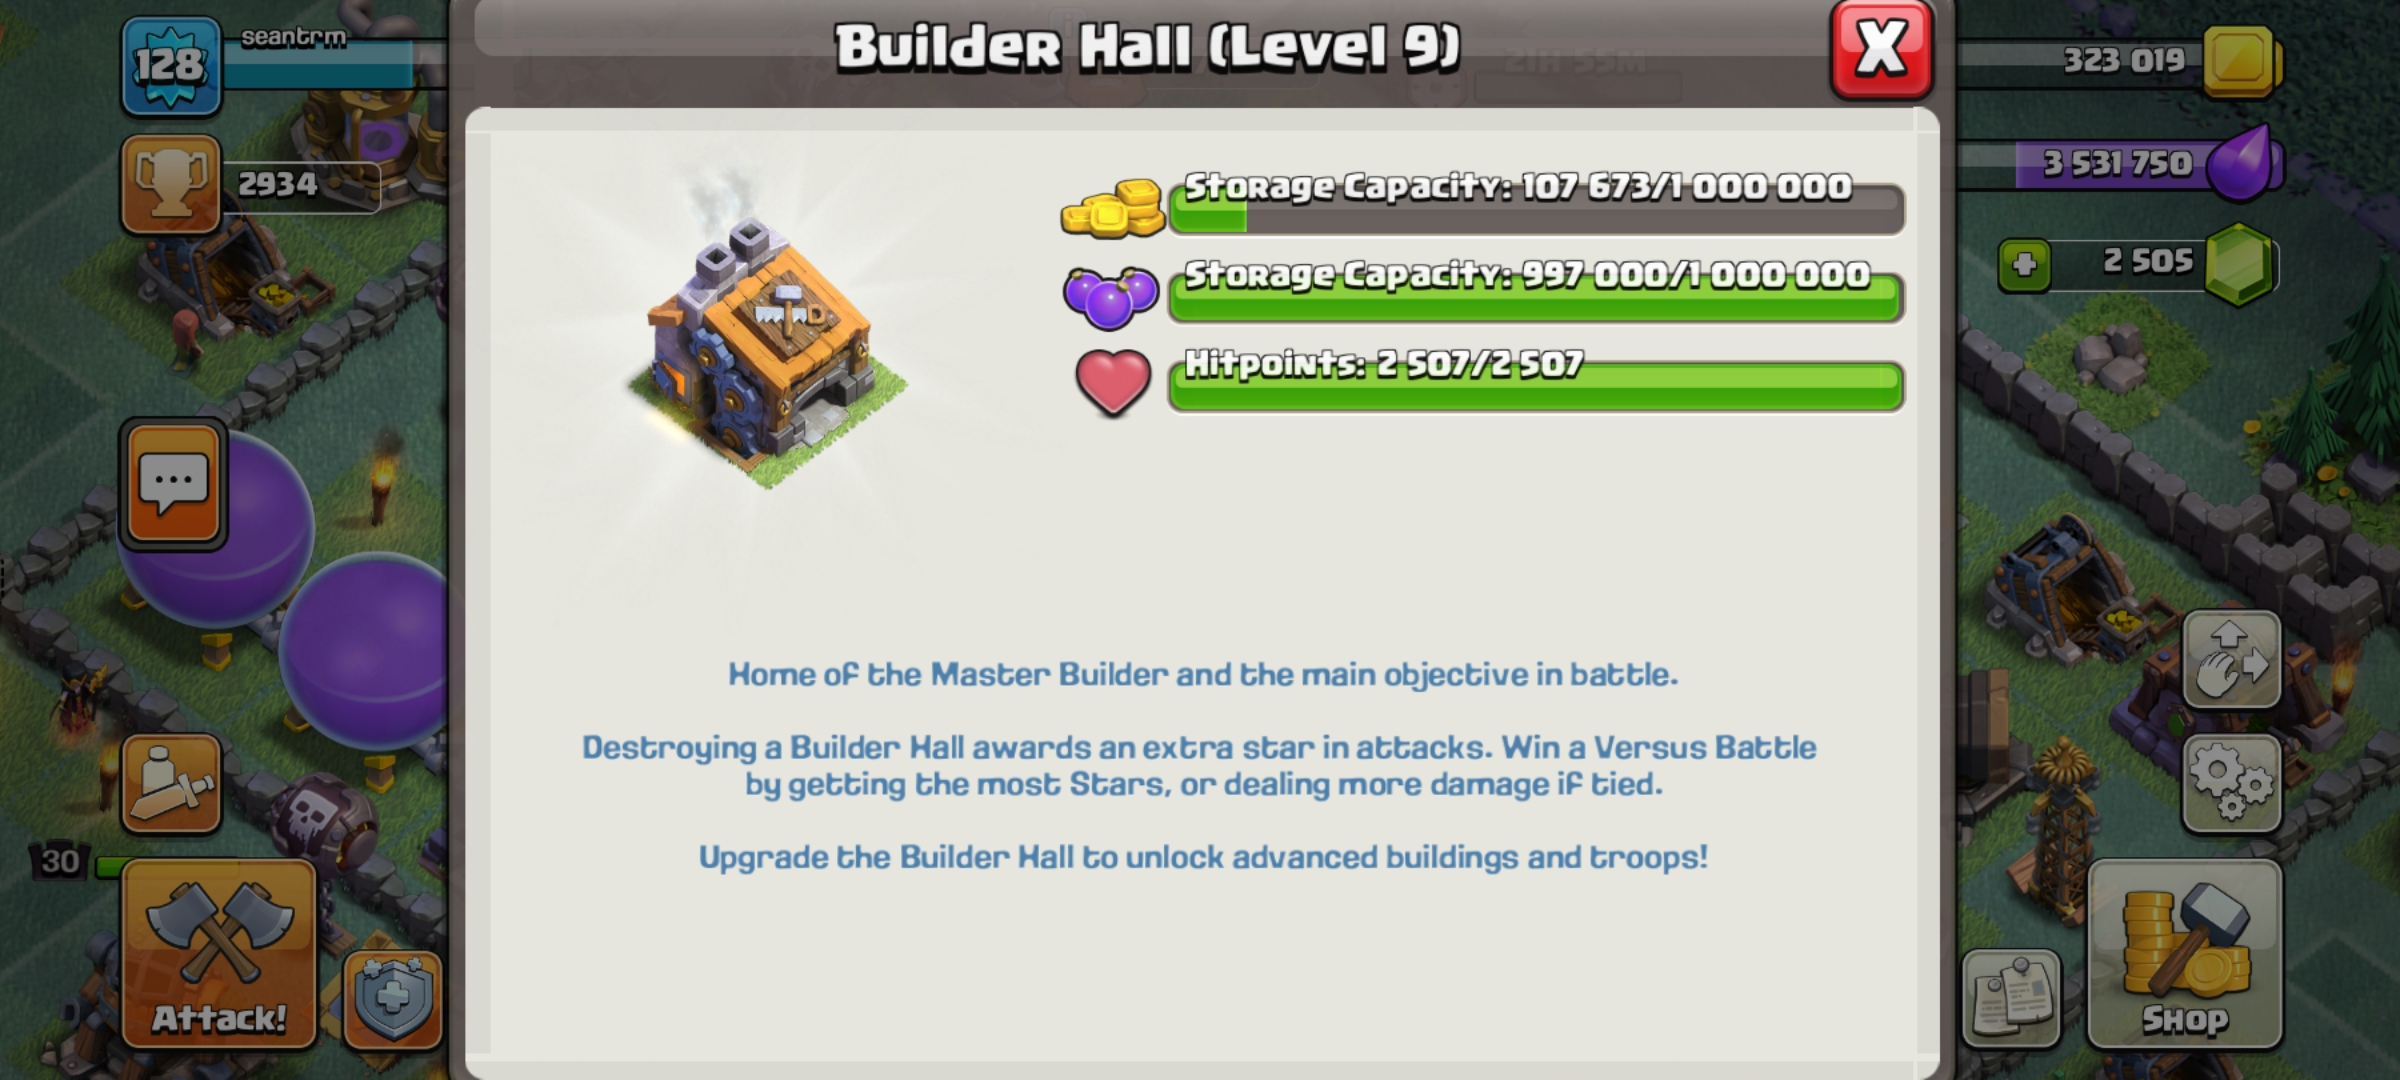 Builder Hall (Level 9)
X
128
seantrm
2934
323 019
3 531 750
2 505
21H 55M
Storage Capacity: 107 673/1 000 000
Storage Capacity: 997 000/1 000 000
Hitpoints: 2 507/2 507
Home of the Master Builder and the main objective in battle.
Destroying a Builder Hall awards an extra star in attacks. Win a Versus Battle
by getting the most Stars, or dealing more damage if tied.
Upgrade the Builder Hall to unlock advanced buildings and troops!
30
Attack!
Shop